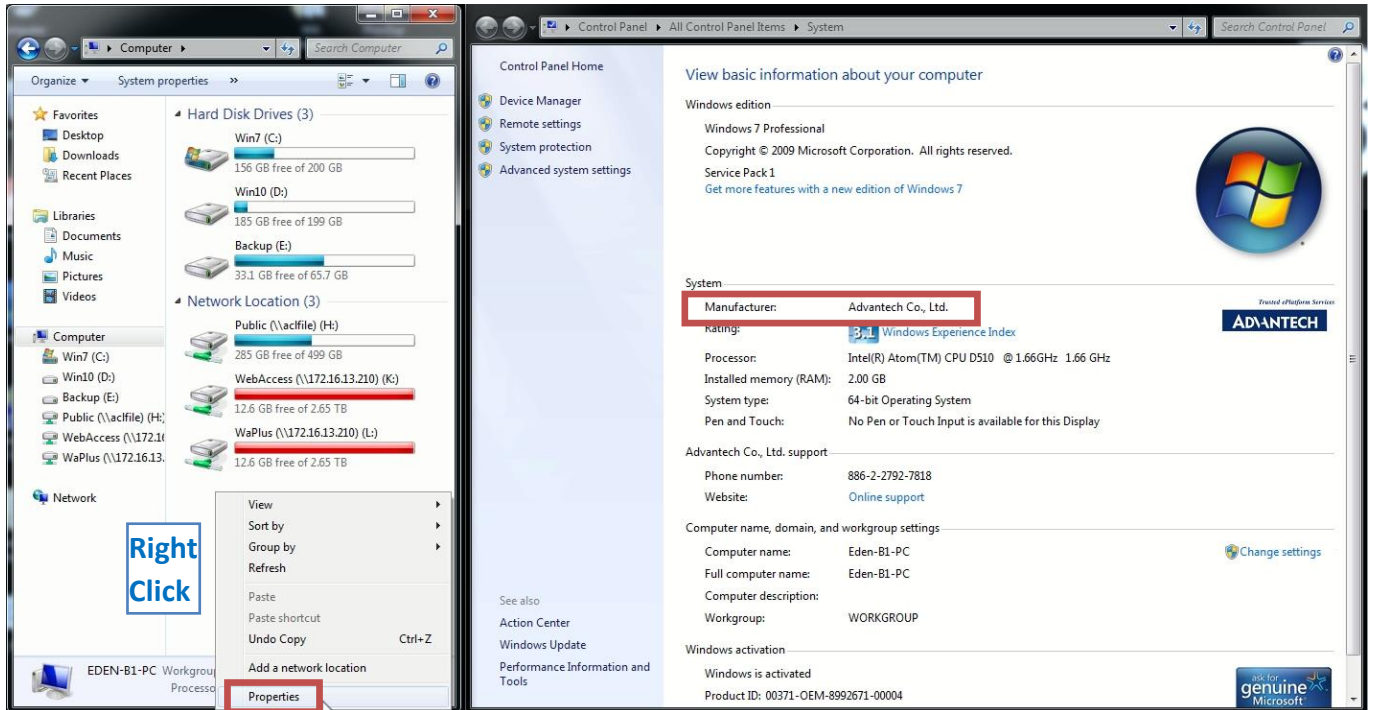 Computer
Search Computer
Organize
System properties
»
Favorites
Desktop
Downloads
Recent Places
Libraries
Documents
Music
Pictures
Videos
Computer
Win7 (C:)
Win10 (D:)
Backup (E:)
Public (\\aclfile) (H:)
WebAccess (\\172.16
WaPlus (\\172.16.13.
Network
Hard Disk Drives (3)
Win7 (C:)
156 GB free of 200 GB
Win10 (D:)
185 GB free of 199 GB
Backup (E:)
33.1 GB free of 65.7 GB
Network Location (3)
Public (\\aclfile) (H:)
285 GB free of 499 GB
WebAccess (\\172.16.13.210) (K:)
12.6 GB free of 2.65 TB
WaPlus (\\172.16.13.210) (L:)
12.6 GB free of 2.65 TB
Right
Click
View
Sort by
Group by
Refresh
Paste
Paste shortcut
Undo Copy Ctrl+Z
Add a network location
Properties
EDEN-B1-PC Workgroup
Processo
Control Panel All Control Panel Items System
Search Control Panel
Control Panel Home
Device Manager
Remote settings
System protection
Advanced system settings
See also
Action Center
Windows Update
Performance Information and
Tools
View basic information about your computer
Windows edition
Windows 7 Professional
Copyright © 2009 Microsoft Corporation. All rights reserved.
Service Pack 1
Get more features with a new edition of Windows 7
System
Manufacturer: Advantech Co., Ltd.
Rating: 3.1 Windows Experience Index
Processor: Intel(R) Atom(TM) CPU D510 @ 1.66GHz 1.66 GHz
Installed memory (RAM): 2.00 GB
System type: 64-bit Operating System
Pen and Touch: No Pen or Touch Input is available for this Display
Trusted ePlatform Services
ADVANTECH
Advantech Co., Ltd. support
Phone number: 886-2-2792-7818
Website: Online support
Computer name, domain, and workgroup settings
Computer name: Eden-B1-PC
Change settings
Full computer name: Eden-B1-PC
Computer description:
Workgroup: WORKGROUP
Windows activation
Windows is activated
Product ID: 00371-OEM-8992671-00004
ask for
genuine
Microsoft